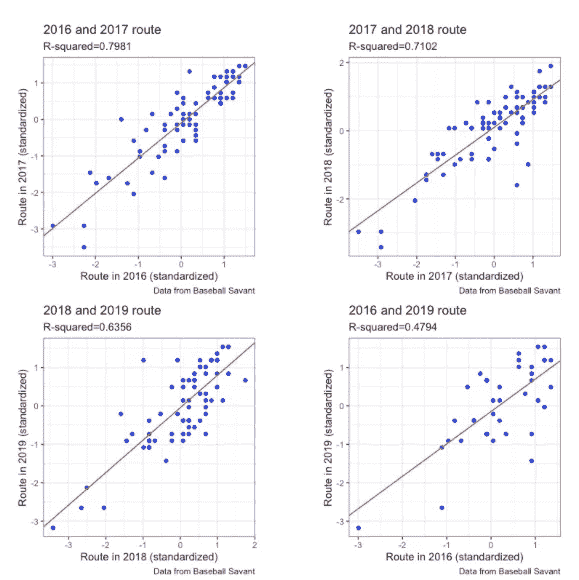 2016 and 2017 route
R-squared=0.7981
Route in 2017 (standardized)
1
0
-1
-2
-3
-3 -2 -1 0 1
Route in 2016 (standardized)
Data from Baseball Savant
2017 and 2018 route
R-squared=0.7102
Route in 2018 (standardized)
2
0
-2
-3 -2 -1 0 1
Route in 2017 (standardized)
Data from Baseball Savant
2018 and 2019 route
R-squared=0.6356
Route in 2019 (standardized)
1
0
-1
-2
-3
-3 -2 -1 0 1 2
Route in 2018 (standardized)
Data from Baseball Savant
2016 and 2019 route
R-squared=0.4794
Route in 2019 (standardized)
1
0
-1
-2
-3
-3 -2 -1 0 1
Route in 2016 (standardized)
Data from Baseball Savant